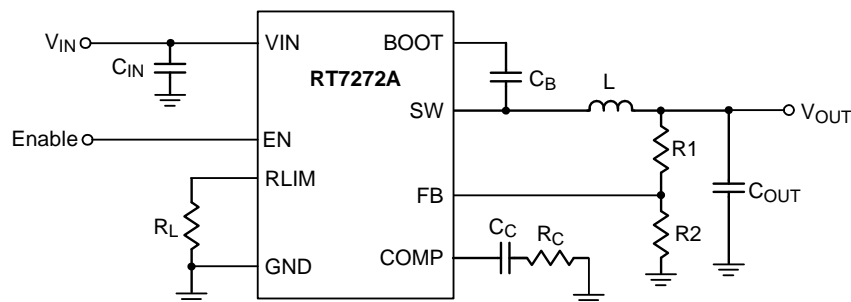 VIN
VIN
BOOT
CIN
RT7272A
CB
L
SW
VOUT
Enable
EN
R1
RLIM
FB
COUT
RL
CC
RC
R2
GND
COMP